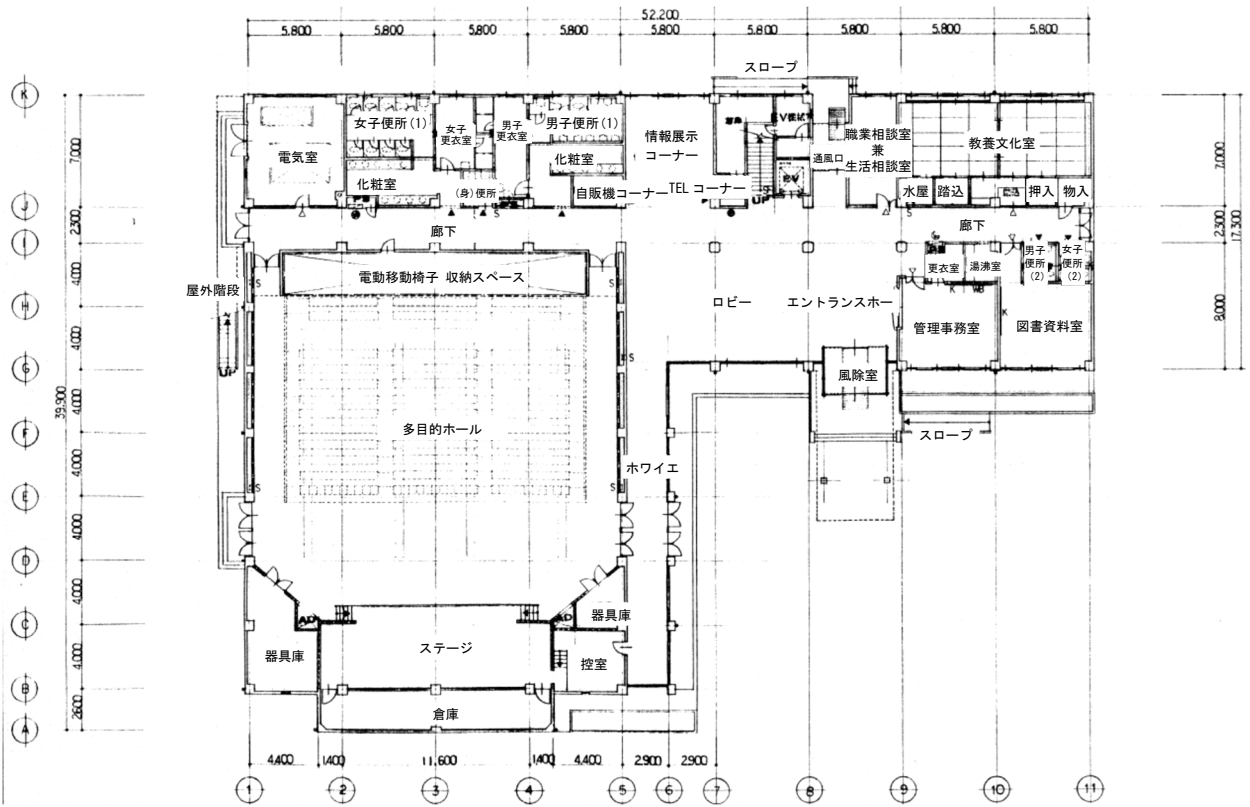 52.200
5.800
5.800
5.800
5.800
5.800
5.800
5.800
5.800
5.800
スロープ
K
女子便所(1)
女子
更衣室
男子
更衣室
男子便所(1)
情報展示
コーナー
職業相談室
兼
生活相談室
教養文化室
電気室
化粧室
化粧室
通風口
EV
7.000
7.000
(身)便所
自販機コーナー
TEL コーナー
UP
水屋
踏込
押入
物入
J
2.300
廊下
S
廊下
S
2.300
17.300
I
電動移動椅子 収納スペース
更衣室
湯沸室
男子
便所
(2)
女子
便所
(2)
4.000
屋外階段
S
S
ロビー
エントランスホー
K
WB
K
8.000
H
管理事務室
図書資料室
4.000
S
G
風除室
39.900
4.000
多目的ホール
スロープ
F
ホワイエ
4.000
S
S
E
4.000
D
4.000
AD
AD
器具庫
C
器具庫
ステージ
控室
4.000
B
倉庫
2.600
A
4.400
1.400
11.600
1.400
4.400
2.900
2.900
1
2
3
4
5
6
7
8
9
10
11